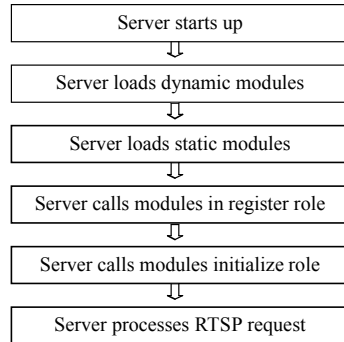 Server starts up
Server loads dynamic modules
Server loads static modules
Server calls modules in register role
Server calls modules initialize role
Server processes RTSP request